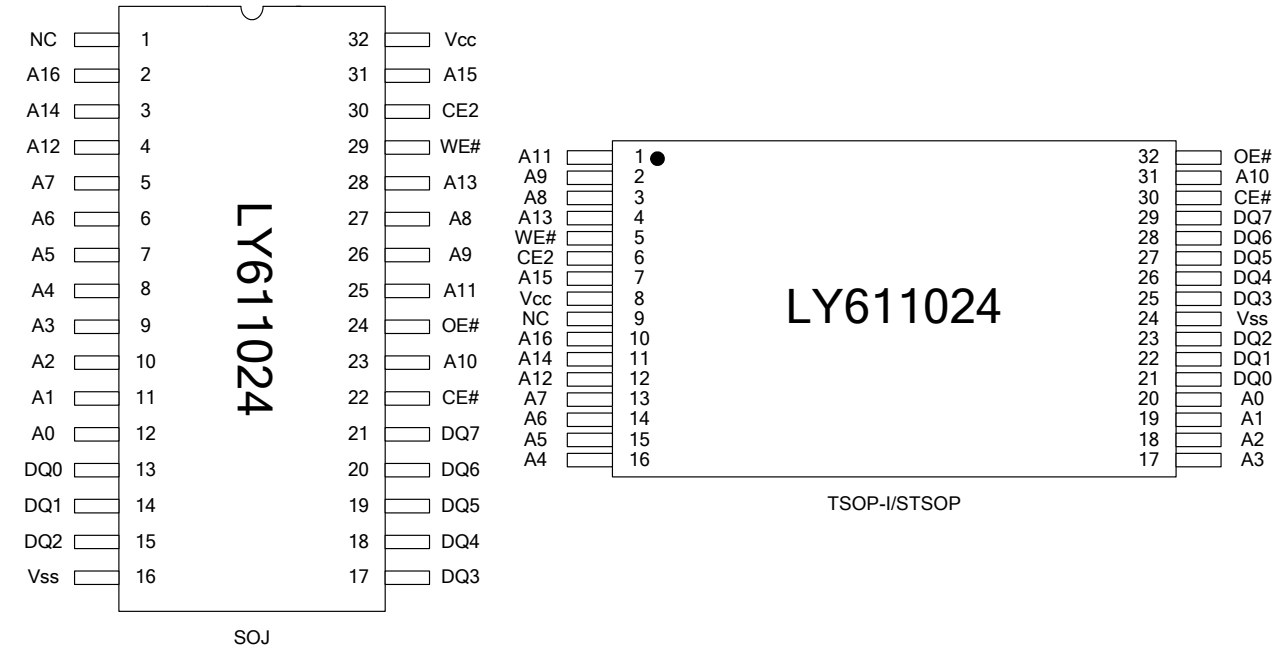 NC 1 32 Vcc
A16 2 31 A15
A14 3 30 CE2
A12 4 29 WE#
A7 5 28 A13
A6 6 27 A8
A5 7 26 A9
A4 8 25 A11
A3 9 24 OE#
A2 10 23 A10
A1 11 22 CE#
A0 12 21 DQ7
DQ0 13 20 DQ6
DQ1 14 19 DQ5
DQ2 15 18 DQ4
Vss 16 17 DQ3
LY611024
SOJ
A11 1 32 OE#
A9 2 31 A10
A8 3 30 CE#
A13 4 29 DQ7
WE# 5 28 DQ6
CE2 6 27 DQ5
A15 7 26 DQ4
Vcc 8 25 DQ3
NC 9 24 Vss
A16 10 23 DQ2
A14 11 22 DQ1
A12 12 21 DQ0
A7 13 20 A0
A6 14 19 A1
A5 15 18 A2
A4 16 17 A3
LY611024
TSOP-I/STSOP